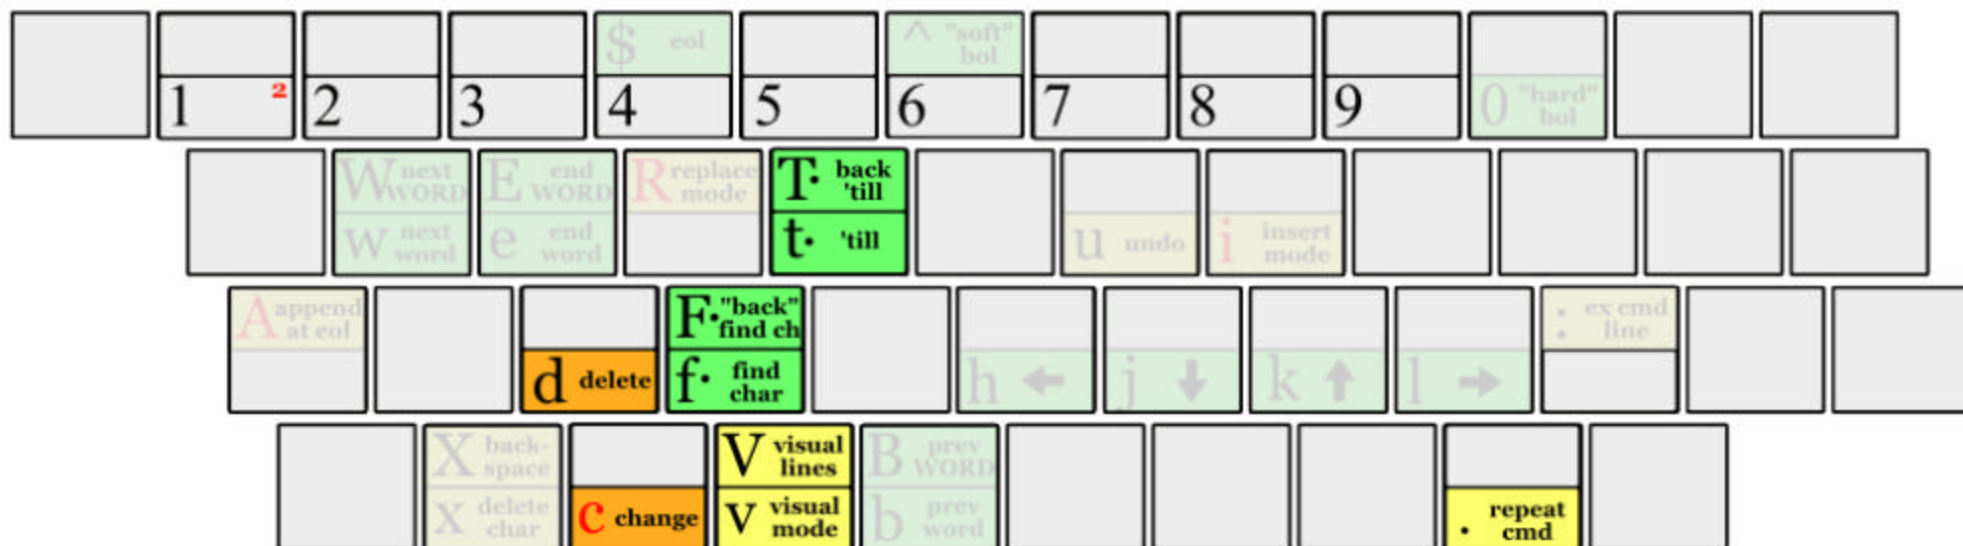 $ eol ^ "soft" bol
1 2 2 3 4 5 6 7 8 9 0 "hard" bol
W next WORD E end WORD R replace mode T· back 'till
w next word e end word t· 'till u undo i insert mode
A append at eol F· "back" find ch : ex cmd line
d delete f· find char h ← j ↓ k ↑ l →
X back-space V visual lines B prev WORD
x delete char c change v visual mode b prev word . repeat cmd